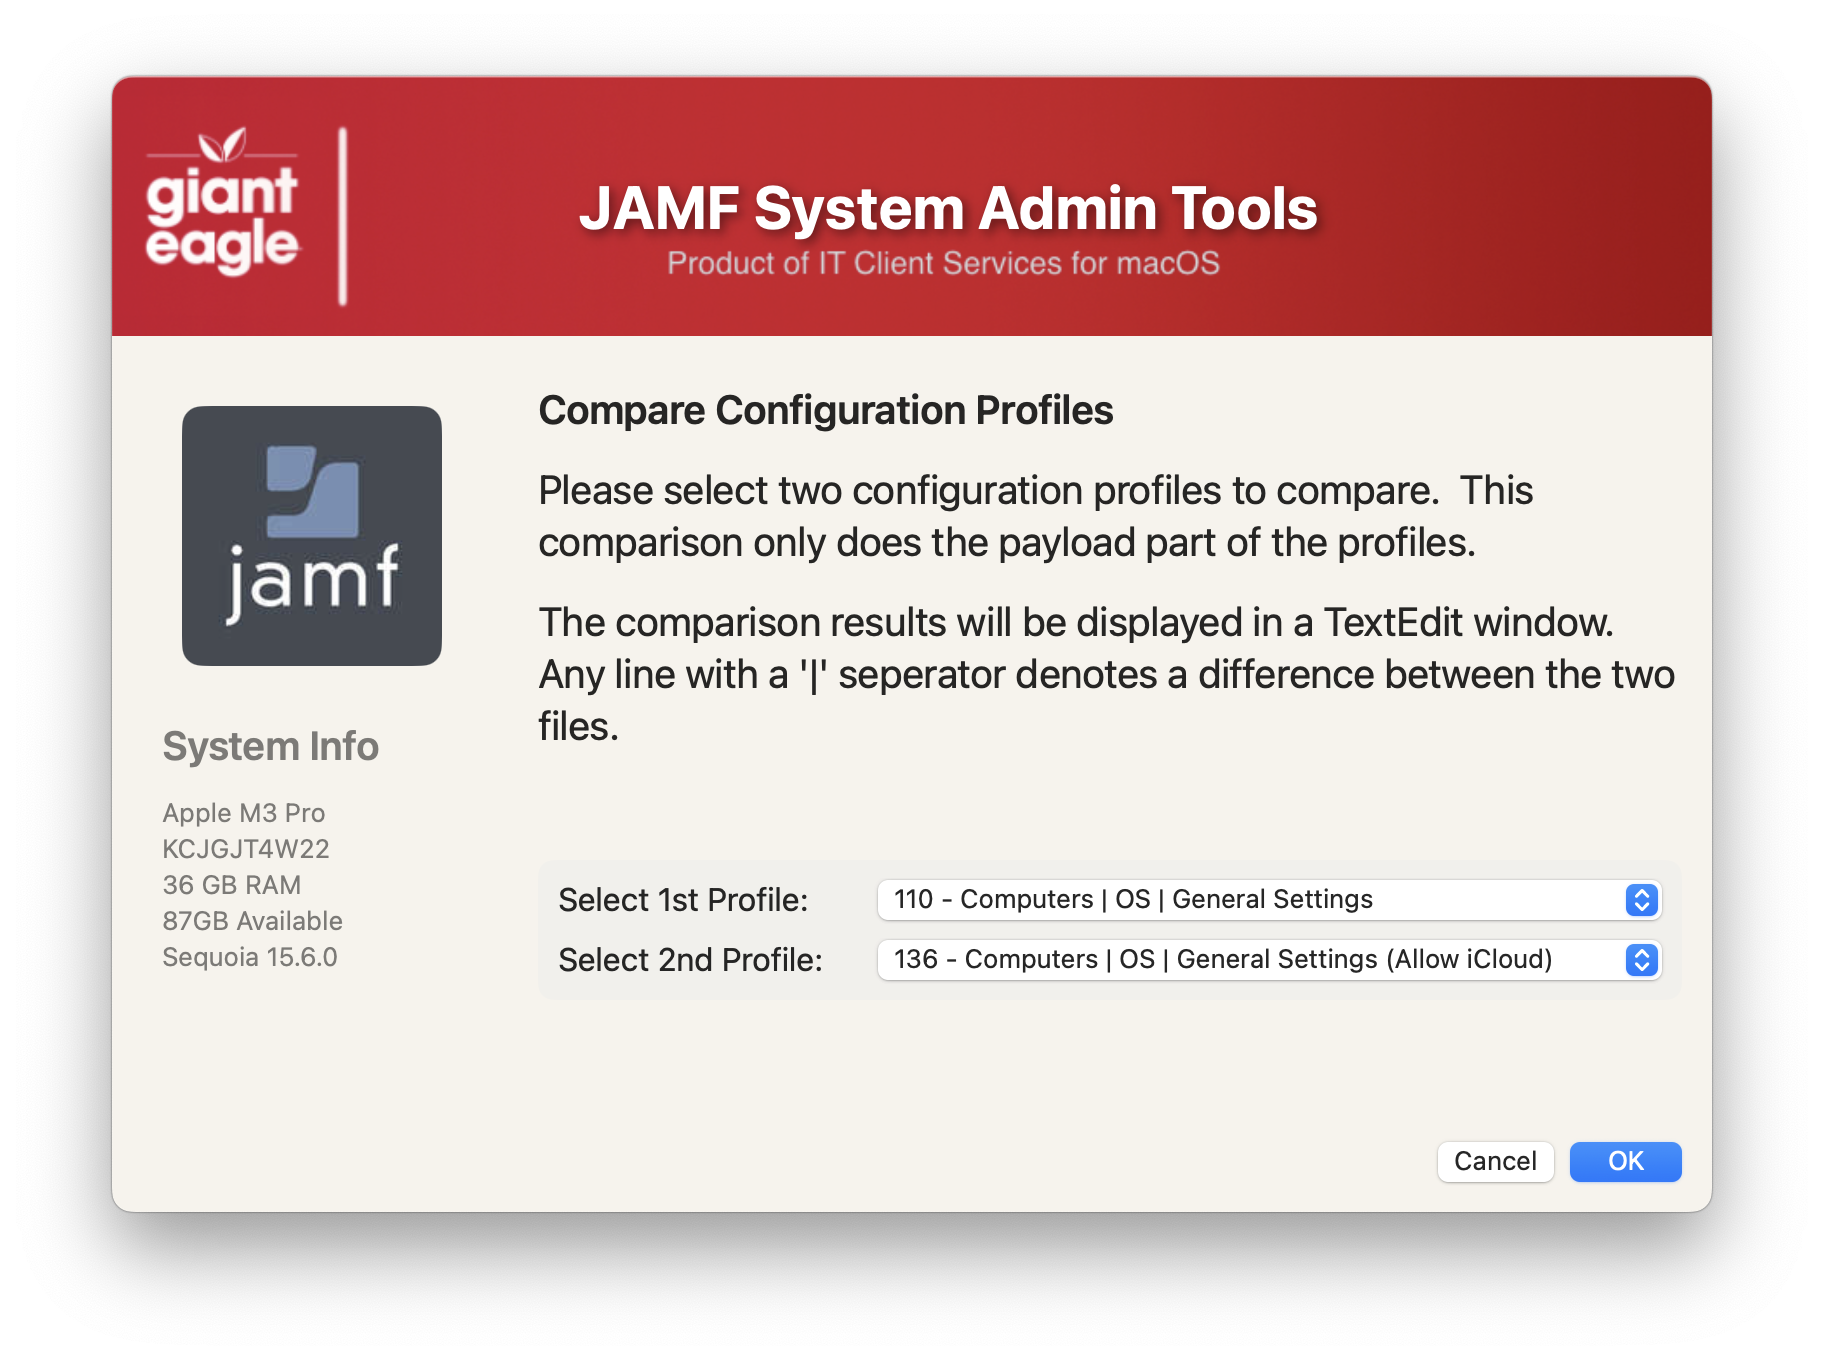 giant
eagle
JAMF System Admin Tools
Product of IT Client Services for macOS
jamf
System Info
Apple M3 Pro
KCJGJT4W22
36 GB RAM
87GB Available
Sequoia 15.6.0
Compare Configuration Profiles
Please select two configuration profiles to compare.  This
comparison only does the payload part of the profiles.
The comparison results will be displayed in a TextEdit window.
Any line with a '|' seperator denotes a difference between the two
files.
Select 1st Profile: 110 - Computers | OS | General Settings
Select 2nd Profile: 136 - Computers | OS | General Settings (Allow iCloud)
Cancel OK